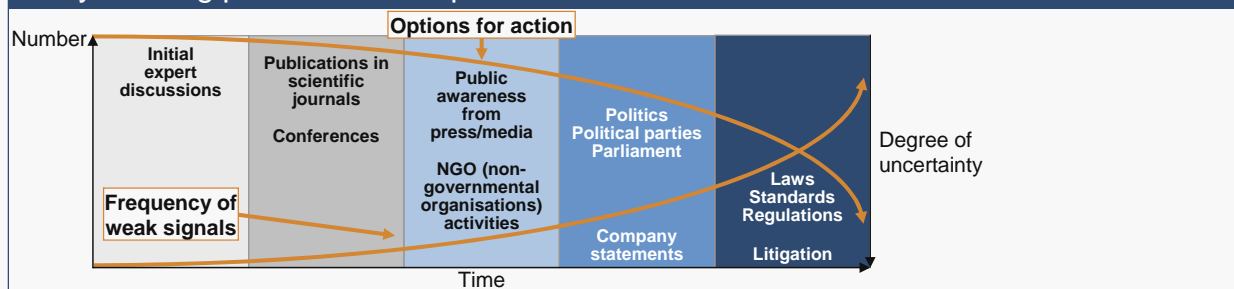 Options for action
Number
Initial
expert
discussions
Publications in
scientific
journals
Conferences
Public
awareness
from
press/media
NGO (non-
governmental
organisations)
activities
Politics
Political parties
Parliament
Company
statements
Laws
Standards
Regulations
Litigation
Degree of
uncertainty
Frequency of
weak signals
Time